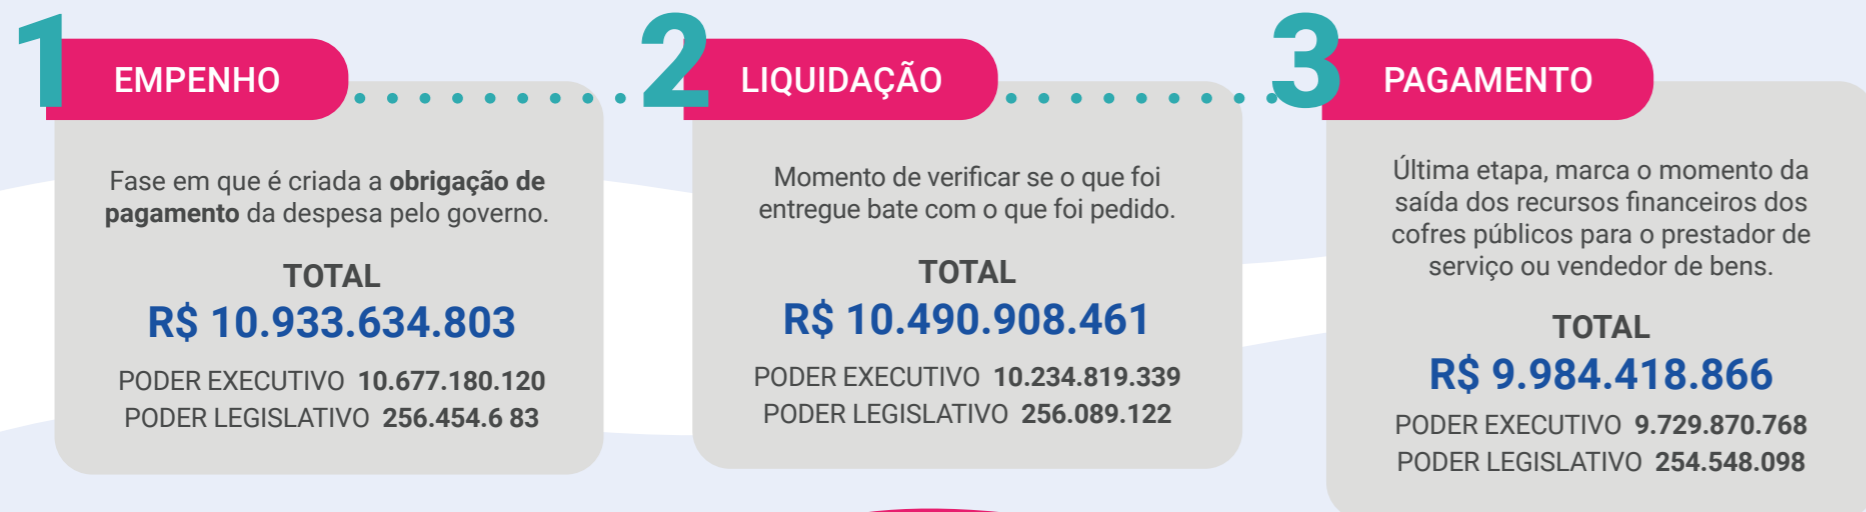 1
EMPENHO
Fase em que é criada a obrigação de
pagamento da despesa pelo governo.
TOTAL
R$ 10.933.634.803
PODER EXECUTIVO 10.677.180.120
PODER LEGISLATIVO 256.454.6 83
2
LIQUIDAÇÃO
Momento de verificar se o que foi
entregue bate com o que foi pedido.
TOTAL
R$ 10.490.908.461
PODER EXECUTIVO 10.234.819.339
PODER LEGISLATIVO 256.089.122
3
PAGAMENTO
Última etapa, marca o momento da
saída dos recursos financeiros dos
cofres públicos para o prestador de
serviço ou vendedor de bens.
TOTAL
R$ 9.984.418.866
PODER EXECUTIVO 9.729.870.768
PODER LEGISLATIVO 254.548.098